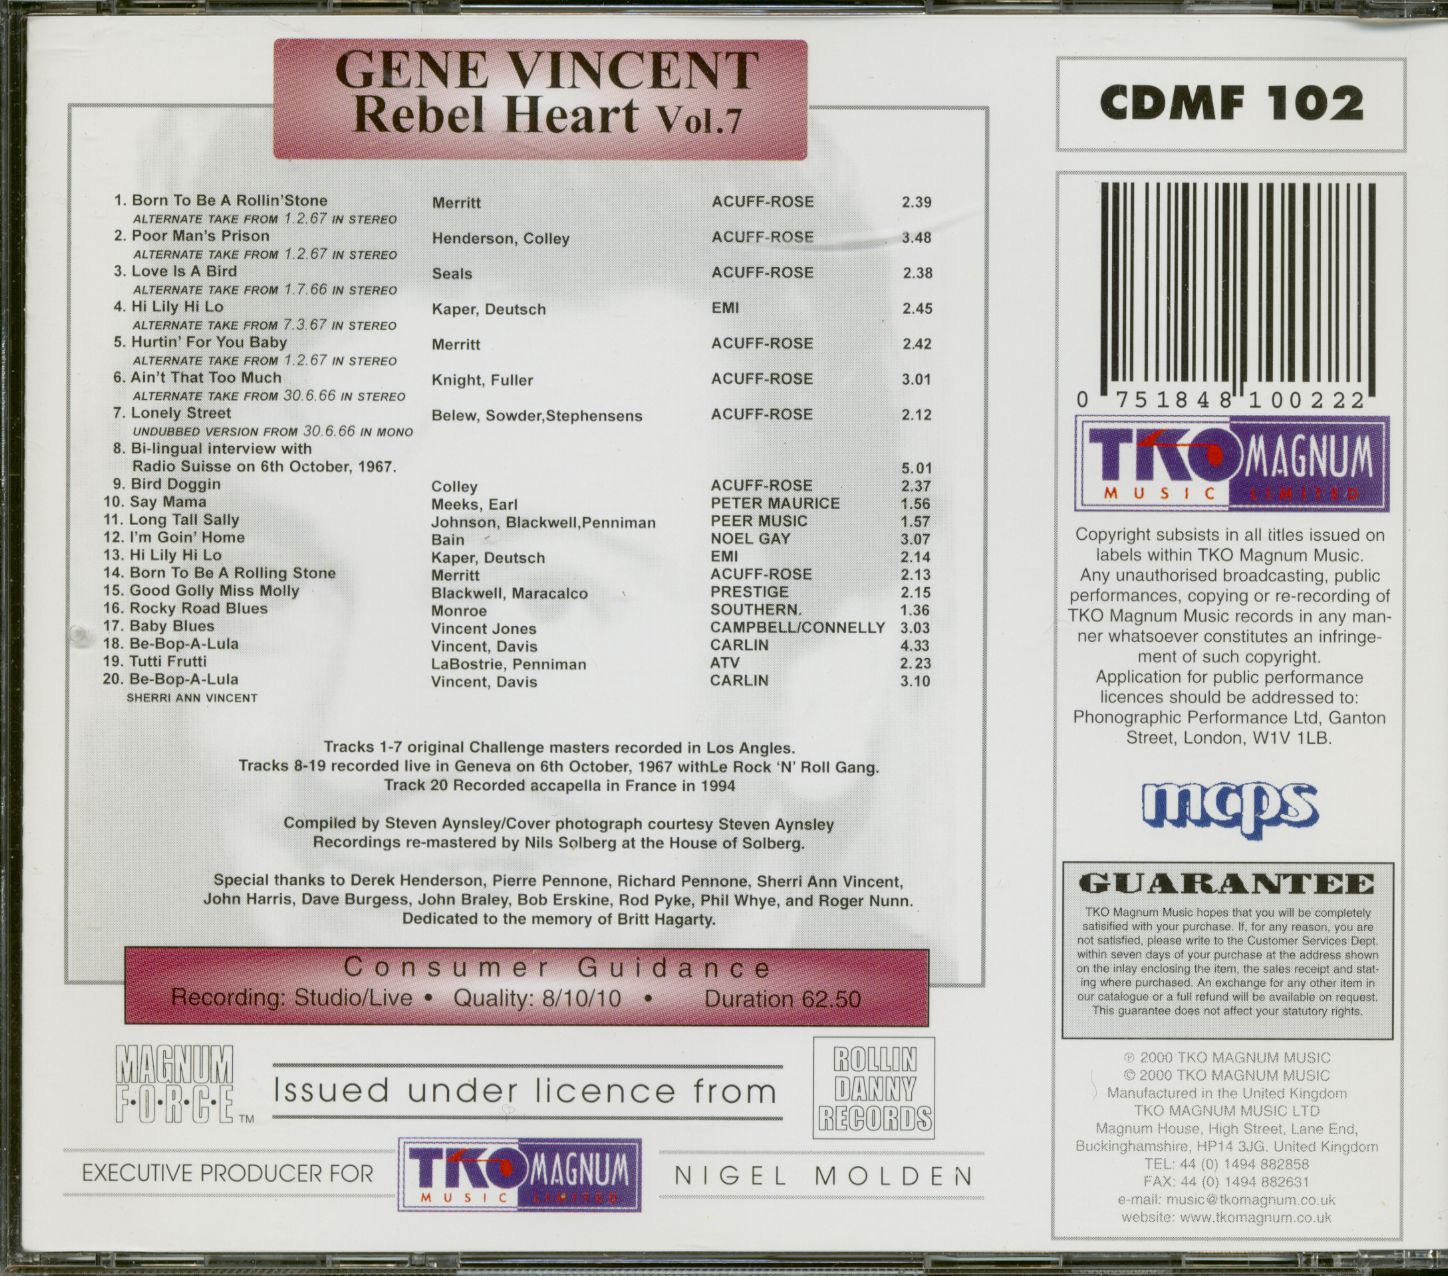 GENE VINCENT
Rebel Heart Vol.7
1. Born To Be A Rollin'Stone Merritt ACUFF-ROSE 2.39
ALTERNATE TAKE FROM 1.2.67 IN STEREO
2. Poor Man's Prison Henderson, Colley ACUFF-ROSE 3.48
ALTERNATE TAKE FROM 1.2.67 IN STEREO
3. Love Is A Bird Seals ACUFF-ROSE 2.38
ALTERNATE TAKE FROM 1.7.66 IN STEREO
4. Hi Lily Hi Lo Kaper, Deutsch EMI 2.45
ALTERNATE TAKE FROM 7.3.67 IN STEREO
5. Hurtin' For You Baby Merritt ACUFF-ROSE 2.42
ALTERNATE TAKE FROM 1.2.67 IN STEREO
6. Ain't That Too Much Knight, Fuller ACUFF-ROSE 3.01
ALTERNATE TAKE FROM 30.6.66 IN STEREO
7. Lonely Street Belew, Sowder,Stephensens ACUFF-ROSE 2.12
UNDUBBED VERSION FROM 30.6.66 IN MONO
8. Bi-lingual interview with
Radio Suisse on 6th October, 1967. 5.01
9. Bird Doggin Colley ACUFF-ROSE 2.37
10. Say Mama Meeks, Earl PETER MAURICE 1.56
11. Long Tall Sally Johnson, Blackwell,Penniman PEER MUSIC 1.57
12. I'm Goin' Home Bain NOEL GAY 3.07
13. Hi Lily Hi Lo Kaper, Deutsch EMI 2.14
14. Born To Be A Rolling Stone Merritt ACUFF-ROSE 2.13
15. Good Golly Miss Molly Blackwell, Maracalco PRESTIGE 2.15
16. Rocky Road Blues Monroe SOUTHERN. 1.36
17. Baby Blues Vincent Jones CAMPBELL/CONNELLY 3.03
18. Be-Bop-A-Lula Vincent, Davis CARLIN 4.33
19. Tutti Frutti LaBostrie, Penniman ATV 2.23
20. Be-Bop-A-Lula Vincent, Davis CARLIN 3.10
SHERRI ANN VINCENT
Tracks 1-7 original Challenge masters recorded in Los Angles.
Tracks 8-19 recorded live in Geneva on 6th October, 1967 withLe Rock 'N' Roll Gang.
Track 20 Recorded accapella in France in 1994
Compiled by Steven Aynsley/Cover photograph courtesy Steven Aynsley
Recordings re-mastered by Nils Solberg at the House of Solberg.
Special thanks to Derek Henderson, Pierre Pennone, Richard Pennone, Sherri Ann Vincent,
John Harris, Dave Burgess, John Braley, Bob Erskine, Rod Pyke, Phil Whye, and Roger Nunn.
Dedicated to the memory of Britt Hagarty.
Consumer Guidance
Recording: Studio/Live • Quality: 8/10/10 • Duration 62.50
MAGNUM
F·O·R·C·E TM
Issued under licence from
ROLLIN
DANNY
RECORDS
EXECUTIVE PRODUCER FOR
TKO MAGNUM
MUSIC LIMITED
NIGEL MOLDEN
CDMF 102
0 751848 100222
TKO MAGNUM
MUSIC LIMITED
Copyright subsists in all titles issued on
labels within TKO Magnum Music.
Any unauthorised broadcasting, public
performances, copying or re-recording of
TKO Magnum Music records in any man-
ner whatsoever constitutes an infringe-
ment of such copyright.
Application for public performance
licences should be addressed to:
Phonographic Performance Ltd, Ganton
Street, London, W1V 1LB.
mcps
GUARANTEE
TKO Magnum Music hopes that you will be completely
satisified with your purchase. If, for any reason, you are
not satisfied, please write to the Customer Services Dept.
within seven days of your purchase at the address shown
on the inlay enclosing the item, the sales receipt and stat-
ing where purchased. An exchange for any other item in
our catalogue or a full refund will be available on request.
This guarantee does not affect your statutory rights.
℗ 2000 TKO MAGNUM MUSIC
© 2000 TKO MAGNUM MUSIC
Manufactured in the United Kingdom
TKO MAGNUM MUSIC LTD
Magnum House, High Street, Lane End,
Buckinghamshire, HP14 3JG. United Kingdom
TEL: 44 (0) 1494 882858
FAX: 44 (0) 1494 882631
e-mail: music@tkomagnum.co.uk
website: www.tkomagnum.co.uk